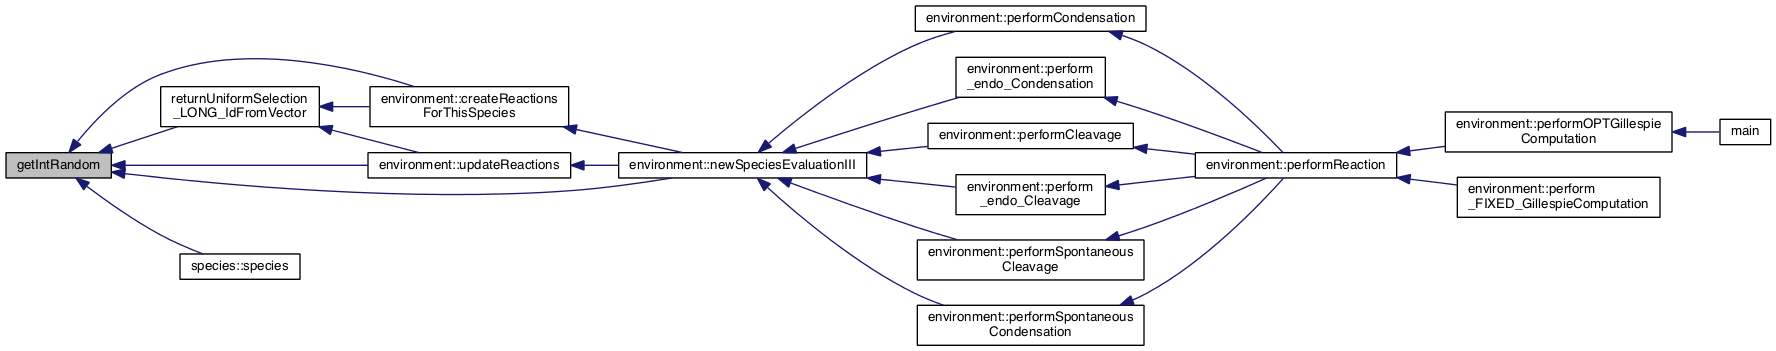 getIntRandom
returnUniformSelection
_LONG_IdFromVector
species::species
environment::createReactions
ForThisSpecies
environment::updateReactions
environment::newSpeciesEvaluationIII
environment::performCondensation
environment::perform
_endo_Condensation
environment::performCleavage
environment::perform
_endo_Cleavage
environment::performSpontaneous
Cleavage
environment::performSpontaneous
Condensation
environment::performReaction
environment::performOPTGillespie
Computation
environment::perform
_FIXED_GillespieComputation
main